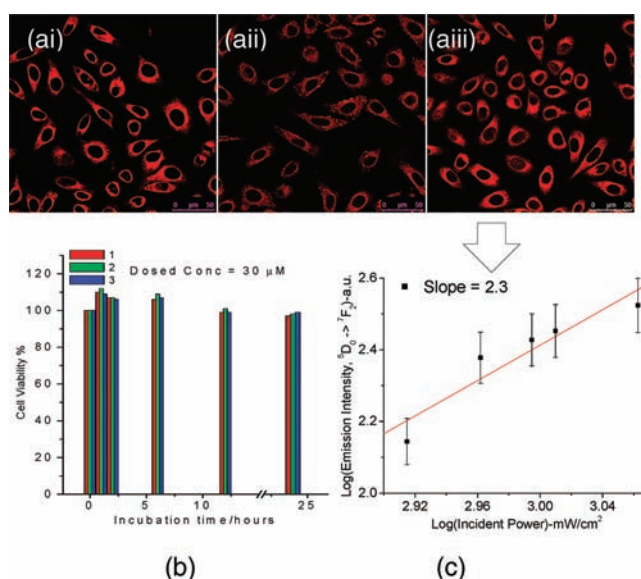 (ai)
(aii)
(aiii)
0 µm 50
0 µm 50
0 µm 50
1
2
3
Dosed Conc = 30 µM
Cell Viability %
120
100
80
60
40
20
0
0 5 10 25
Incubation time/hours
(b)
Slope = 2.3
Log(Emission Intensity, ⁵D₀ -> ⁷F₂)-a.u.
2.6
2.4
2.2
2.0
2.92 2.96 3.00 3.04
Log(Incident Power)-mW/cm²
(c)